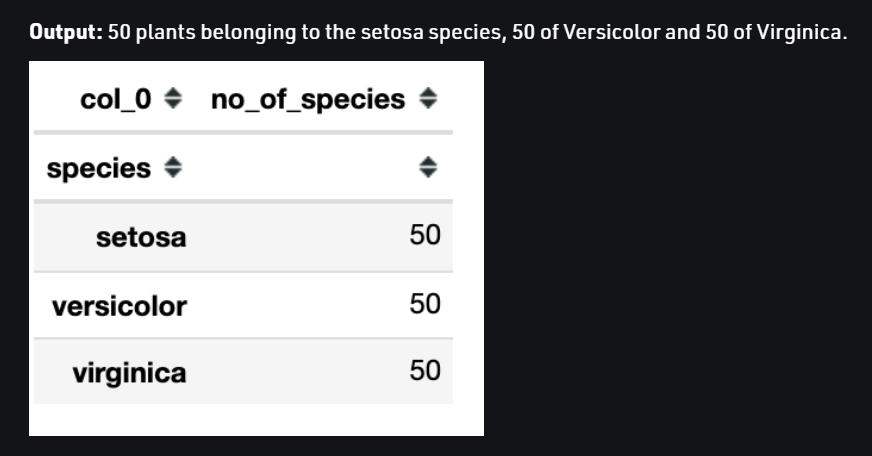 Output: 50 plants belonging to the setosa species, 50 of Versicolor and 50 of Virginica.
col_0 no_of_species
species
setosa 50
versicolor 50
virginica 50